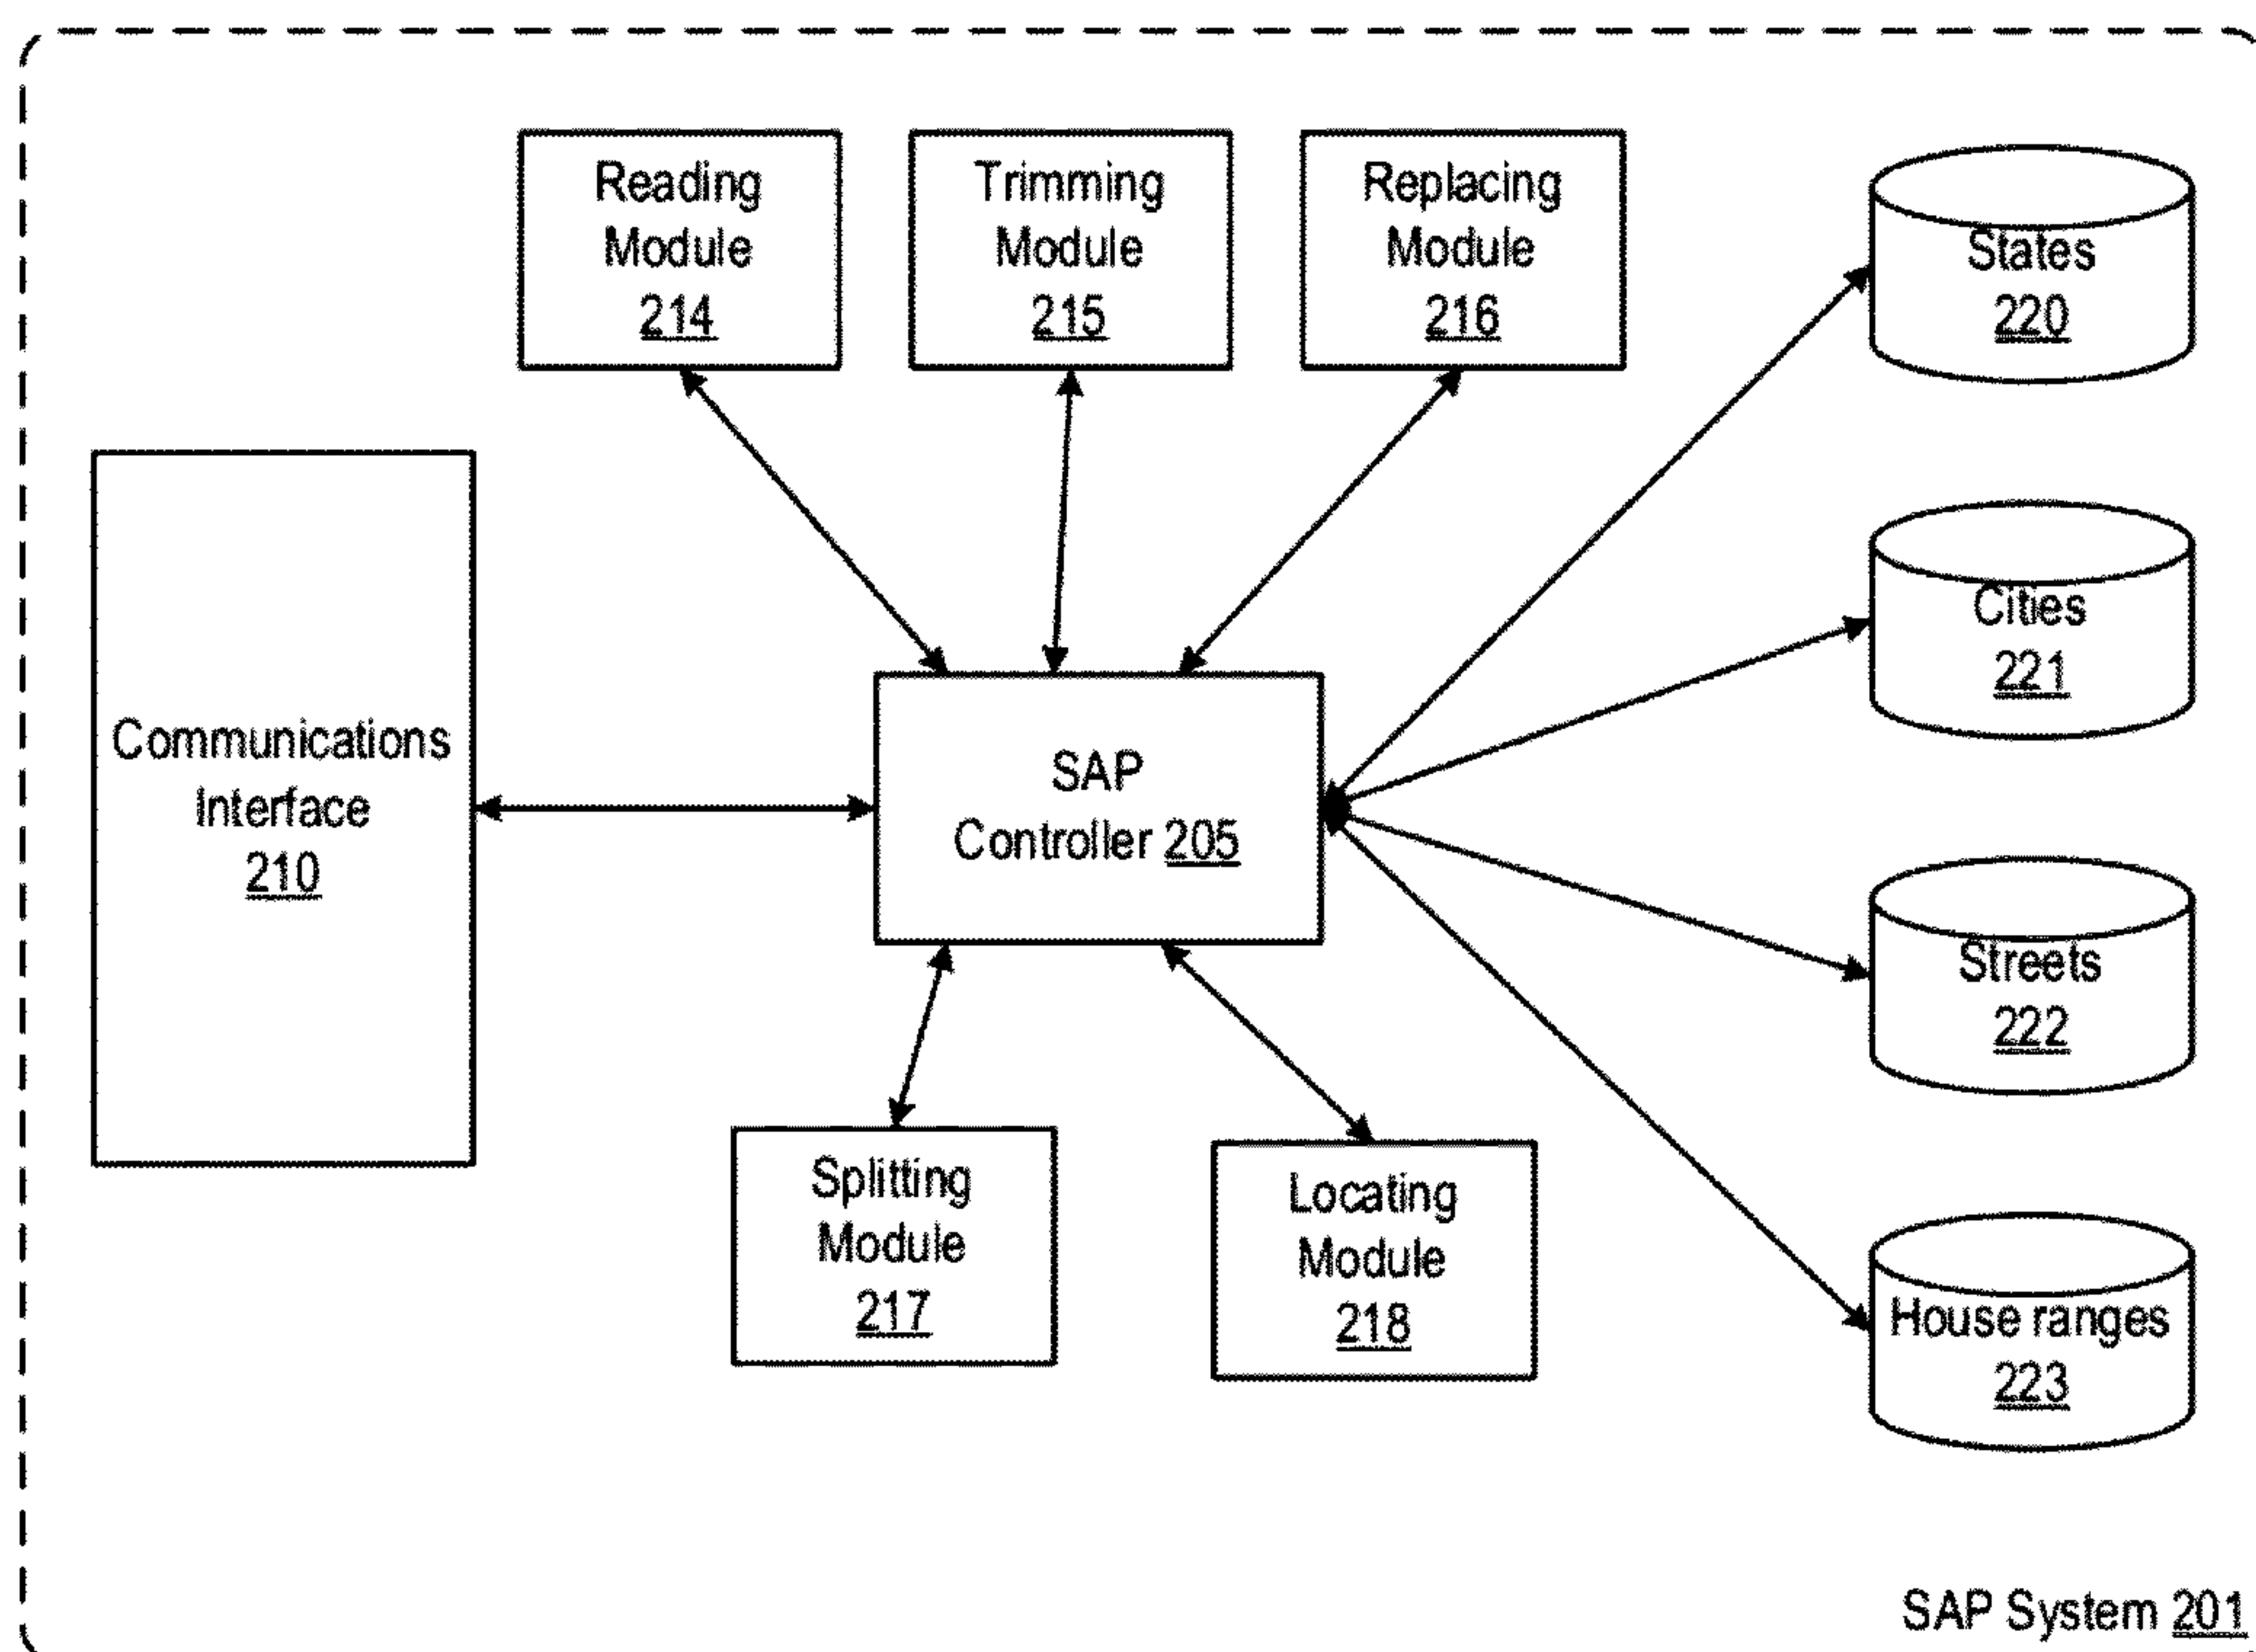 Reading
Module
214
Trimming
Module
215
Replacing
Module
216
States
220
Communications
Interface
210
SAP
Controller 205
Cities
221
Streets
222
Splitting
Module
217
Locating
Module
218
House ranges
223
SAP System 201